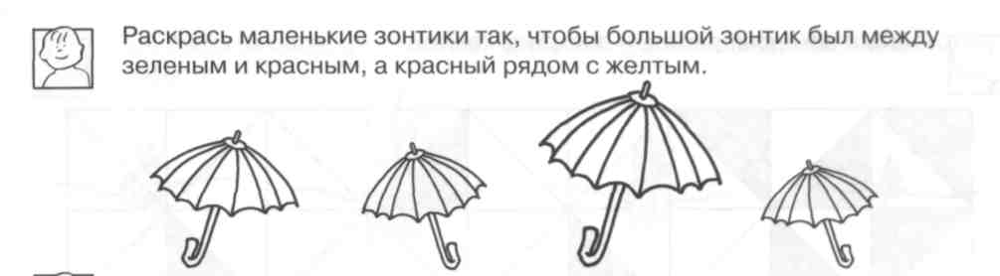 Раскрась маленькие зонтики так, чтобы большой зонтик был между
зеленым и красным, а красный рядом с желтым.